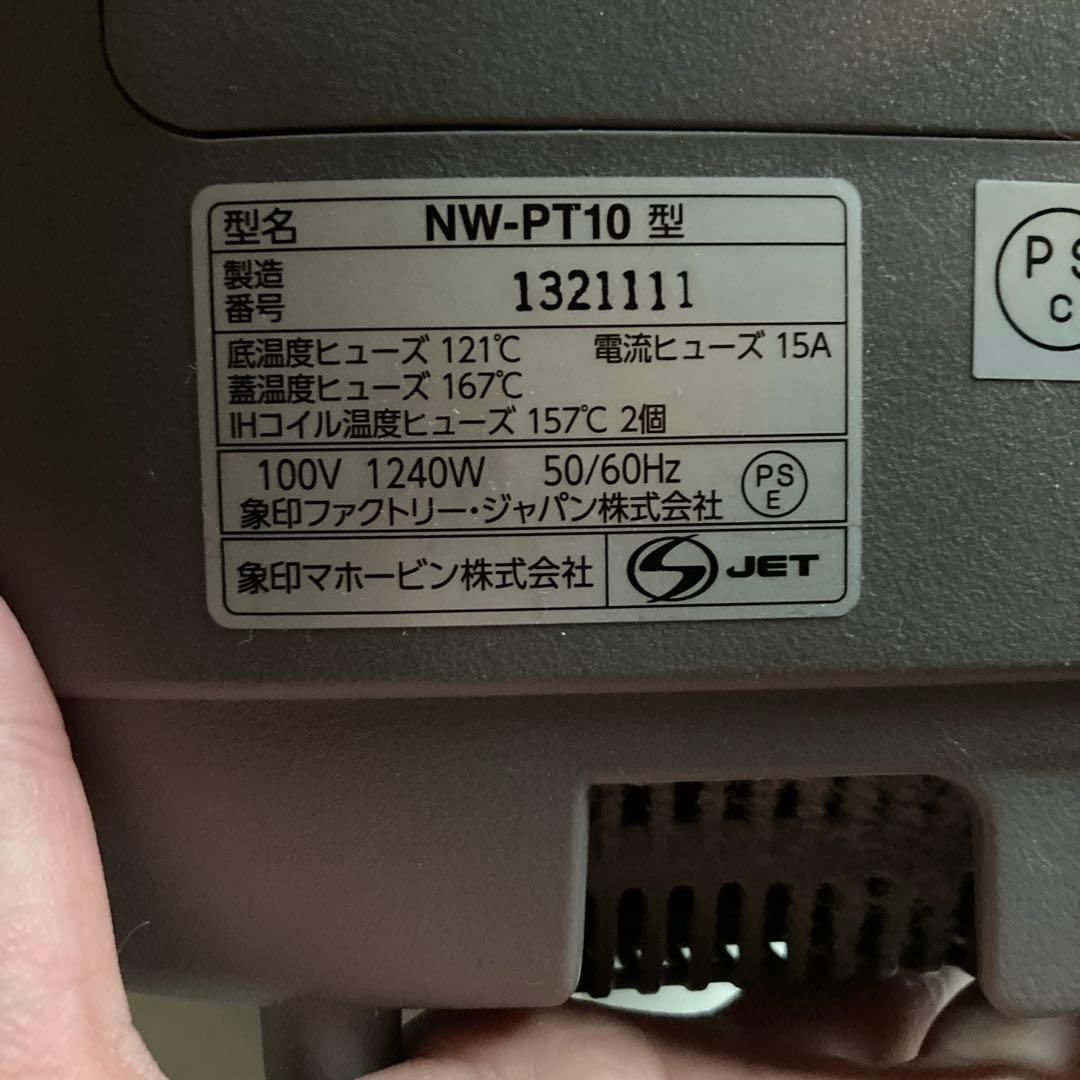 型名 NW-PT10 型
製造番号 1321111
底温度ヒューズ 121℃ 電流ヒューズ 15A
蓋温度ヒューズ 167℃
IHコイル温度ヒューズ 157℃ 2個
100V 1240W 50/60Hz PSE
象印ファクトリー・ジャパン株式会社
象印マホービン株式会社 S JET
PS
C